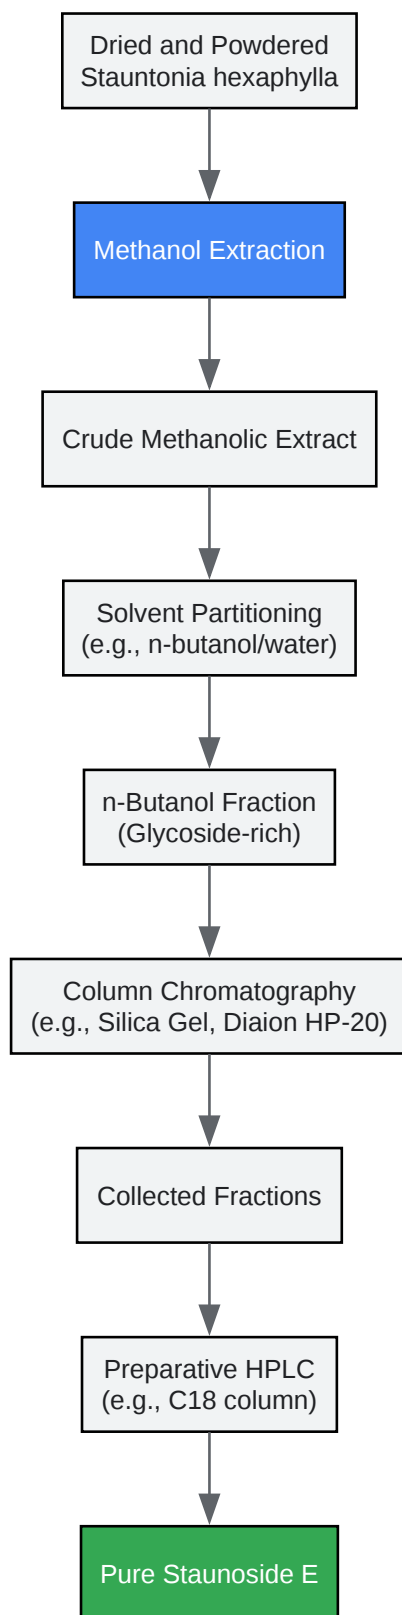 Dried and Powdered
Stauntonia hexaphylla
Methanol Extraction
Crude Methanolic Extract
Solvent Partitioning
(e.g., n-butanol/water)
n-Butanol Fraction
(Glycoside-rich)
Column Chromatography
(e.g., Silica Gel, Diaion HP-20)
Collected Fractions
Preparative HPLC
(e.g., C18 column)
Pure Staunoside E